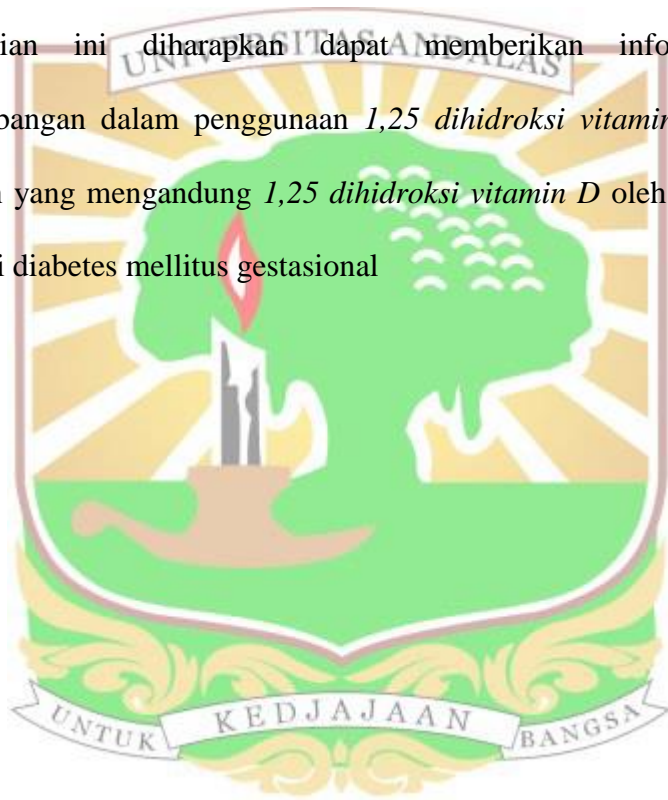 ian ini diharapkan dapat memberikan info
UNIVERSITAS ANDALAS
bangan dalam penggunaan 1,25 dihidroksi vitamin
yang mengandung 1,25 dihidroksi vitamin D oleh
i diabetes mellitus gestasional
UNTUK KEDJAJAAN BANGSA